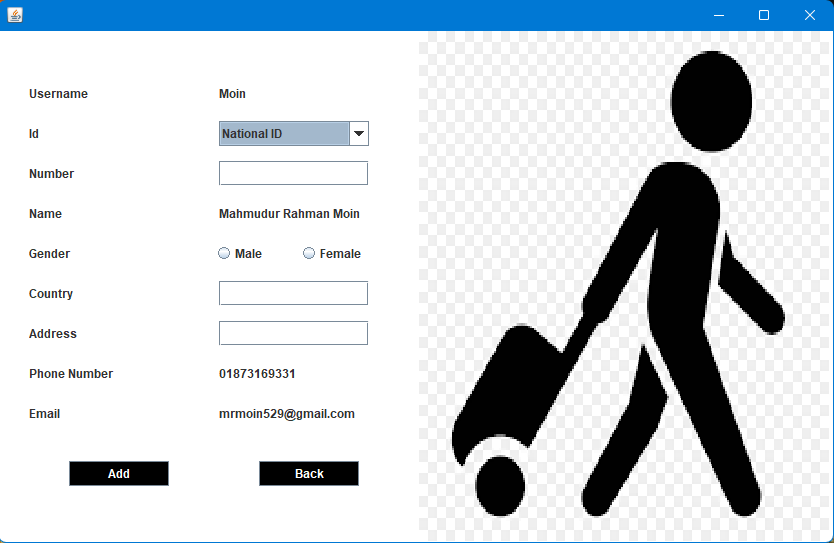 Username Moin
Id National ID
Number
Name Mahmudur Rahman Moin
Gender Male Female
Country
Address
Phone Number 01873169331
Email mrmoin529@gmail.com
Add Back